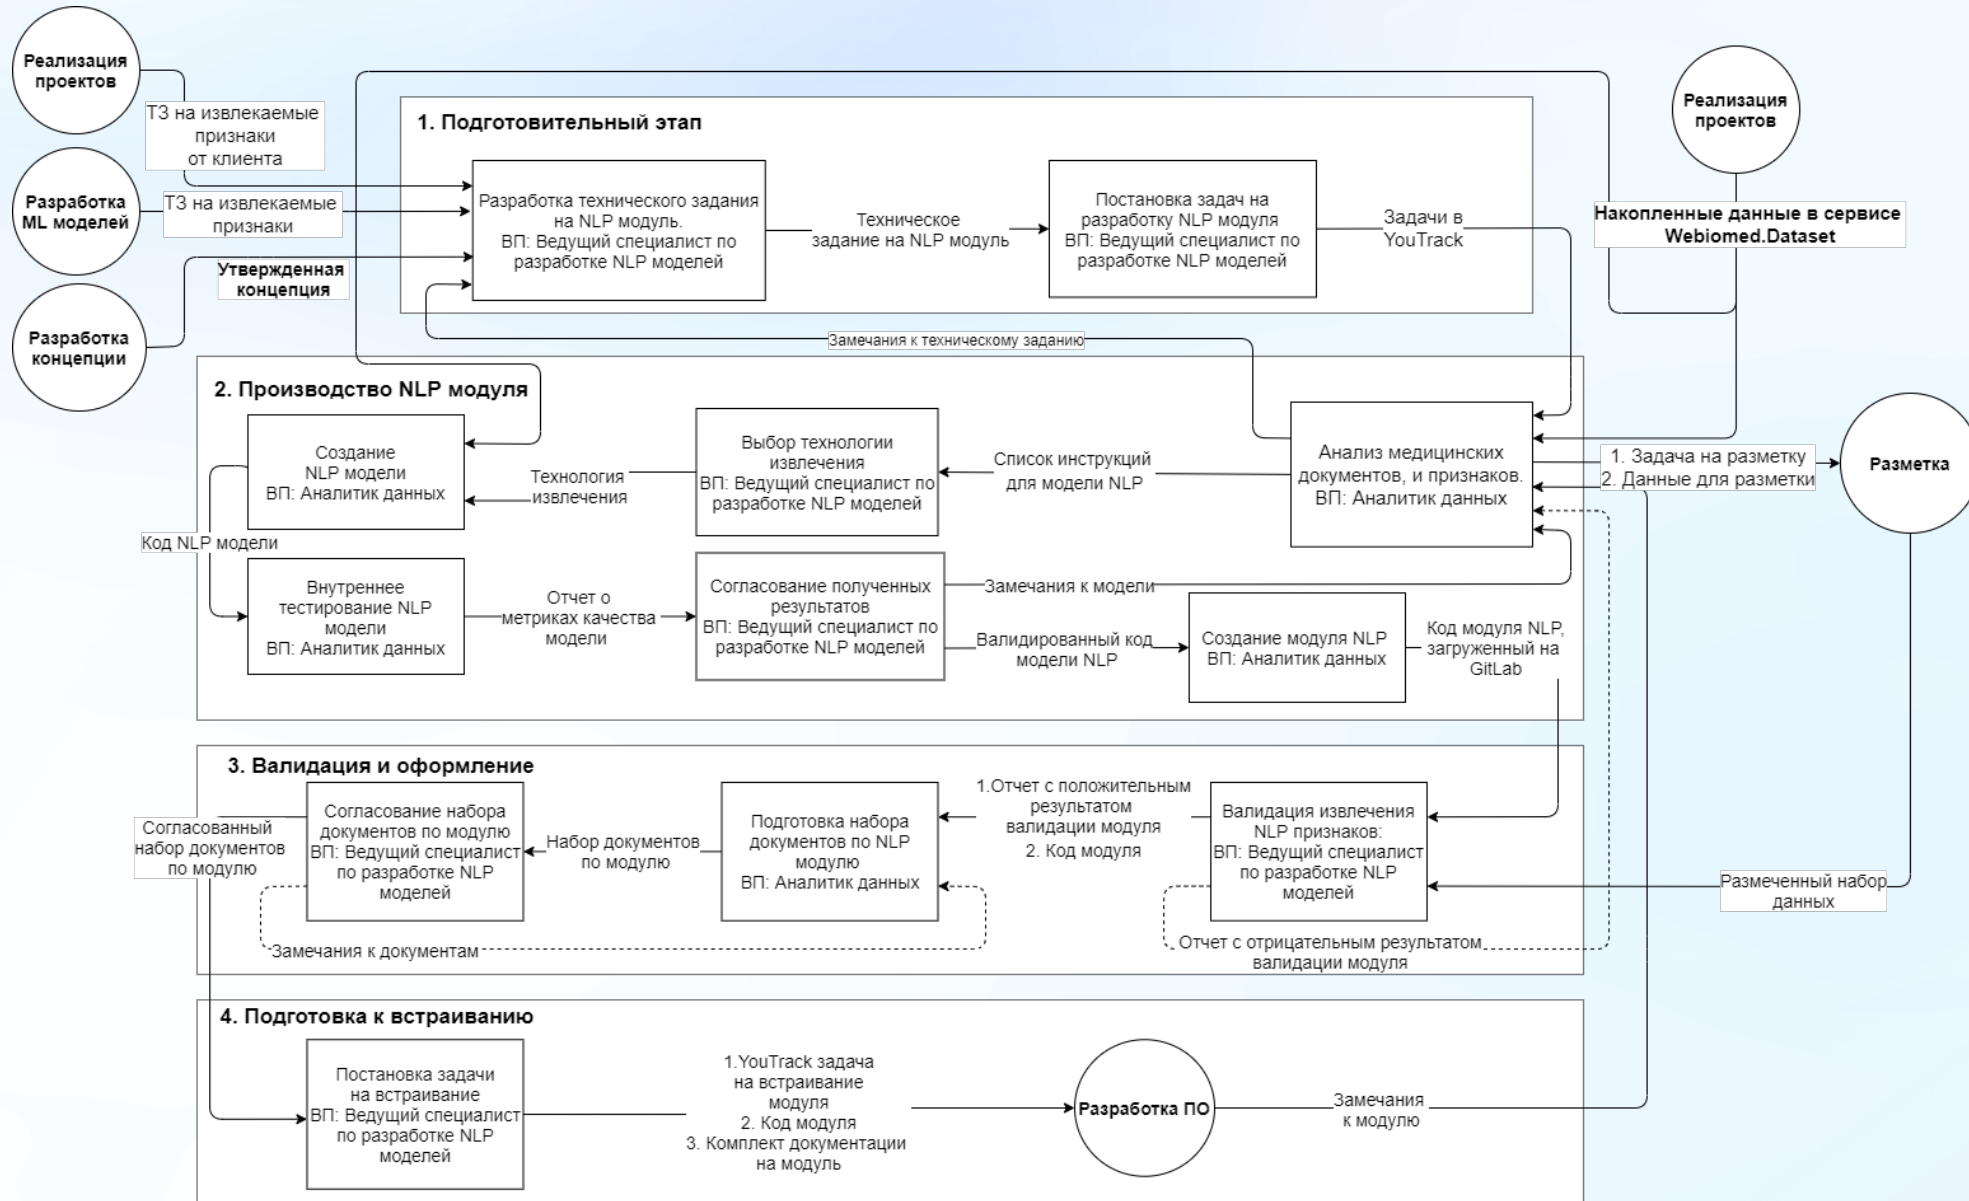 Реализация
проектов
ТЗ на извлекаемые
признаки
от клиента
Разработка
ML моделей
ТЗ на извлекаемые
признаки
Разработка
концепции
Утвержденная
концепция
1. Подготовительный этап
Разработка технического задания
на NLP модуль.
ВП: Ведущий специалист по
разработке NLP моделей
Техническое
задание на NLP модуль
Постановка задач на
разработку NLP модуля
ВП: Ведущий специалист по
разработке NLP моделей
Задачи в
YouTrack
Реализация
проектов
Накопленные данные в сервисе
Webiomed.Dataset
Замечания к техническому заданию
2. Производство NLP модуля
Создание
NLP модели
ВП: Аналитик данных
Технология
извлечения
Выбор технологии
извлечения
ВП: Ведущий специалист по
разработке NLP моделей
Список инструкций
для модели NLP
Анализ медицинских
документов, и признаков.
ВП: Аналитик данных
1. Задача на разметку
2. Данные для разметки
Разметка
Код NLP модели
Внутреннее
тестирование NLP
модели
ВП: Аналитик данных
Отчет о
метриках качества
модели
Согласование полученных
результатов
ВП: Ведущий специалист по
разработке NLP моделей
Замечания к модели
Валидированный код
модели NLP
Создание модуля NLP
ВП: Аналитик данных
Код модуля NLP,
загруженный на
GitLab
3. Валидация и оформление
Согласованный
набор документов
по модулю
Согласование набора
документов по модулю
ВП: Ведущий специалист
по разработке NLP
моделей
Набор документов
по модулю
Подготовка набора
документов по NLP
модулю
ВП: Аналитик данных
1.Отчет с положительным
результатом
валидации модуля
2. Код модуля
Валидация извлечения
NLP признаков:
ВП: Ведущий специалист
по разработке NLP
моделей
Размеченный набор
данных
Замечания к документам
Отчет с отрицательным результатом
валидации модуля
4. Подготовка к встраиванию
Постановка задачи
на встраивание
ВП: Ведущий специалист
по разработке NLP
моделей
1.YouTrack задача
на встраивание
модуля
2. Код модуля
3. Комплект документации
на модуль
Разработка ПО
Замечания
к модулю